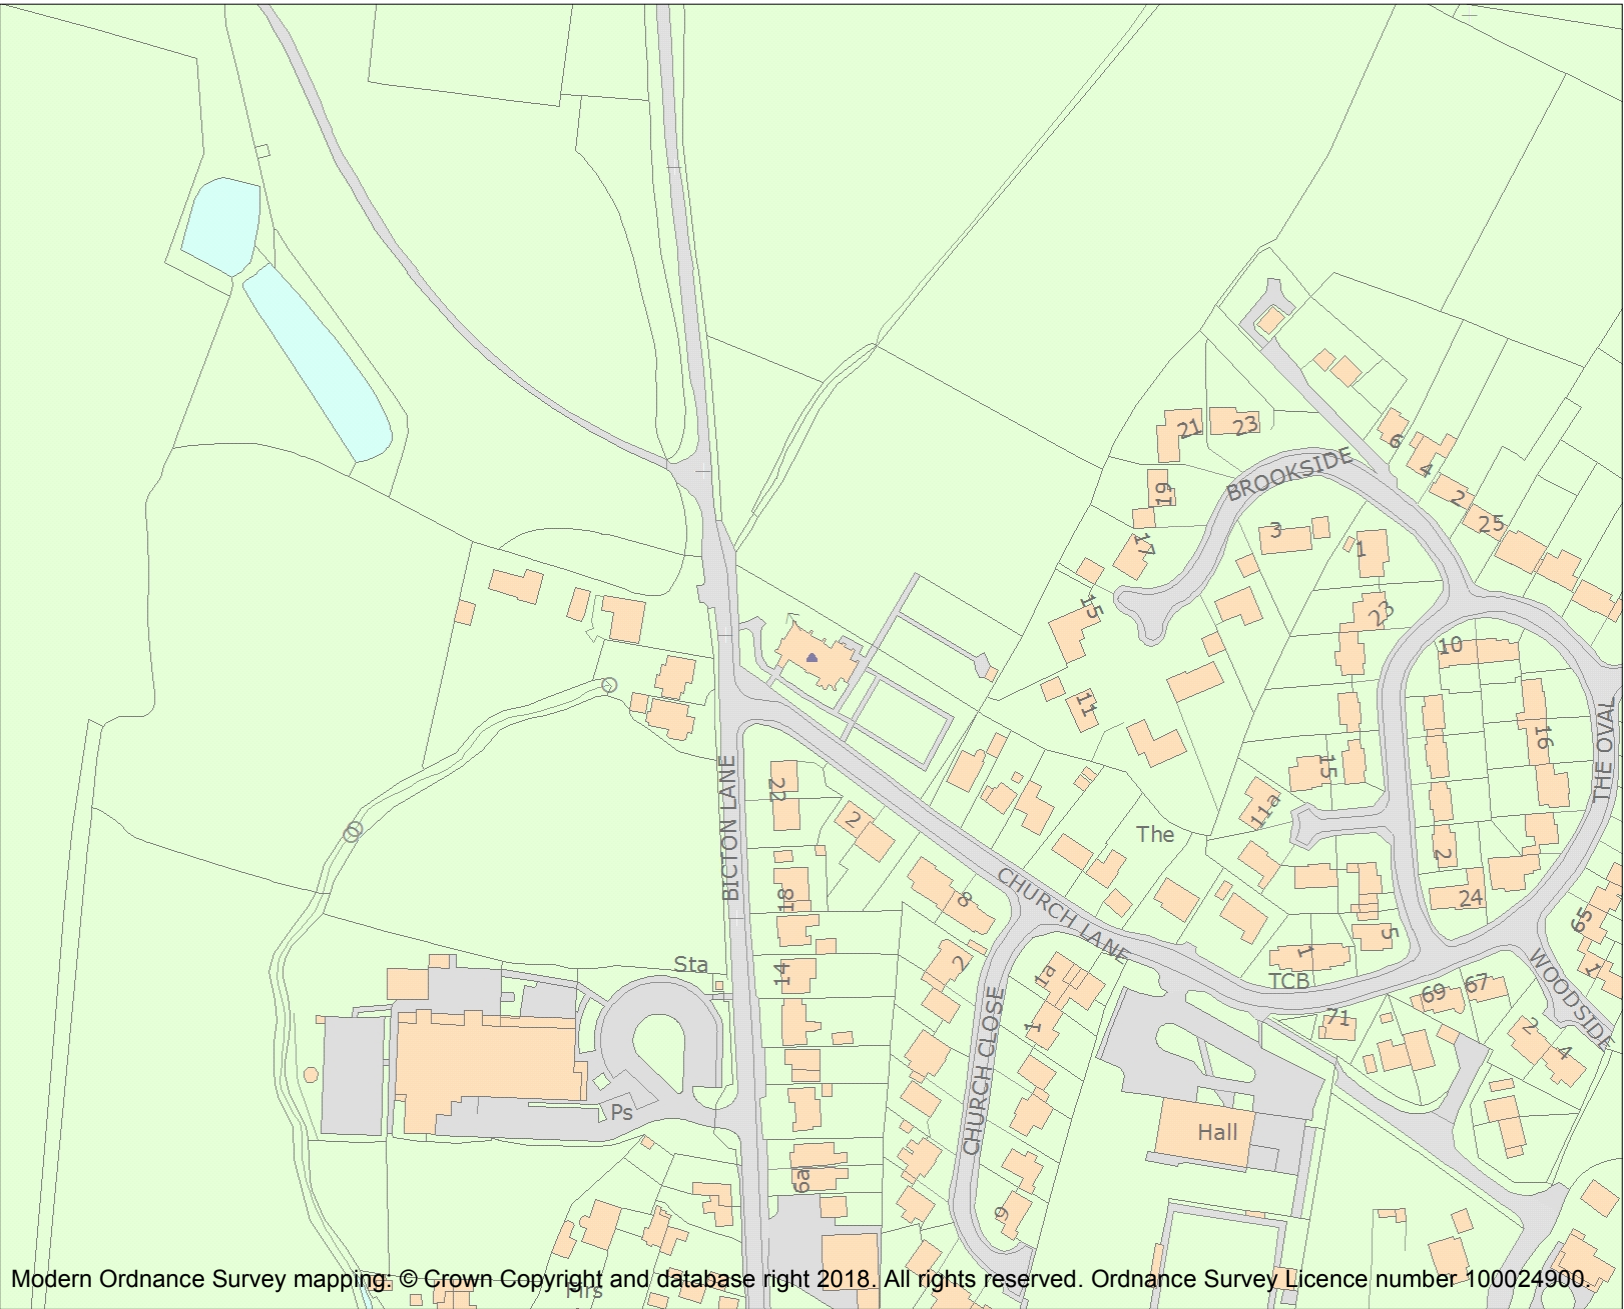 21
23
BROOKSIDE
6
4
2
25
19
3
1
17
15
23
10
11
THE OVAL
16
BICTON LANE
22
2
The
15
11a
2
18
8
CHURCH LANE
24
65
5
Sta
14
2
1a
1
TCB
WOODSIDE
1
69
67
71
2
4
CHURCH CLOSE
1
Ps
Hall
6a
9
Firs
Modern Ordnance Survey mapping: © Crown Copyright and database right 2018. All rights reserved. Ordnance Survey Licence number 100024900.